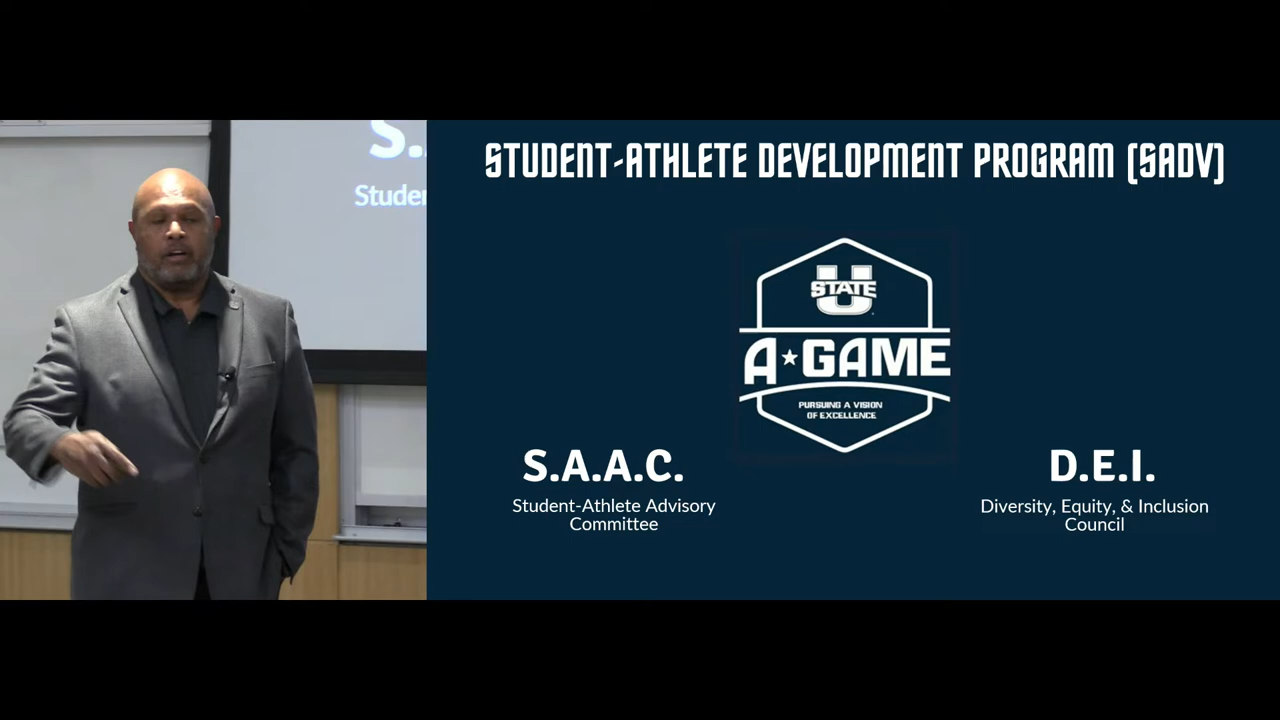 S.
Studen
STUDENT-ATHLETE DEVELOPMENT PROGRAM (SADV)
U
STATE
A★GAME
PURSUING A VISION
OF EXCELLENCE
S.A.A.C.
Student-Athlete Advisory
Committee
D.E.I.
Diversity, Equity, & Inclusion
Council